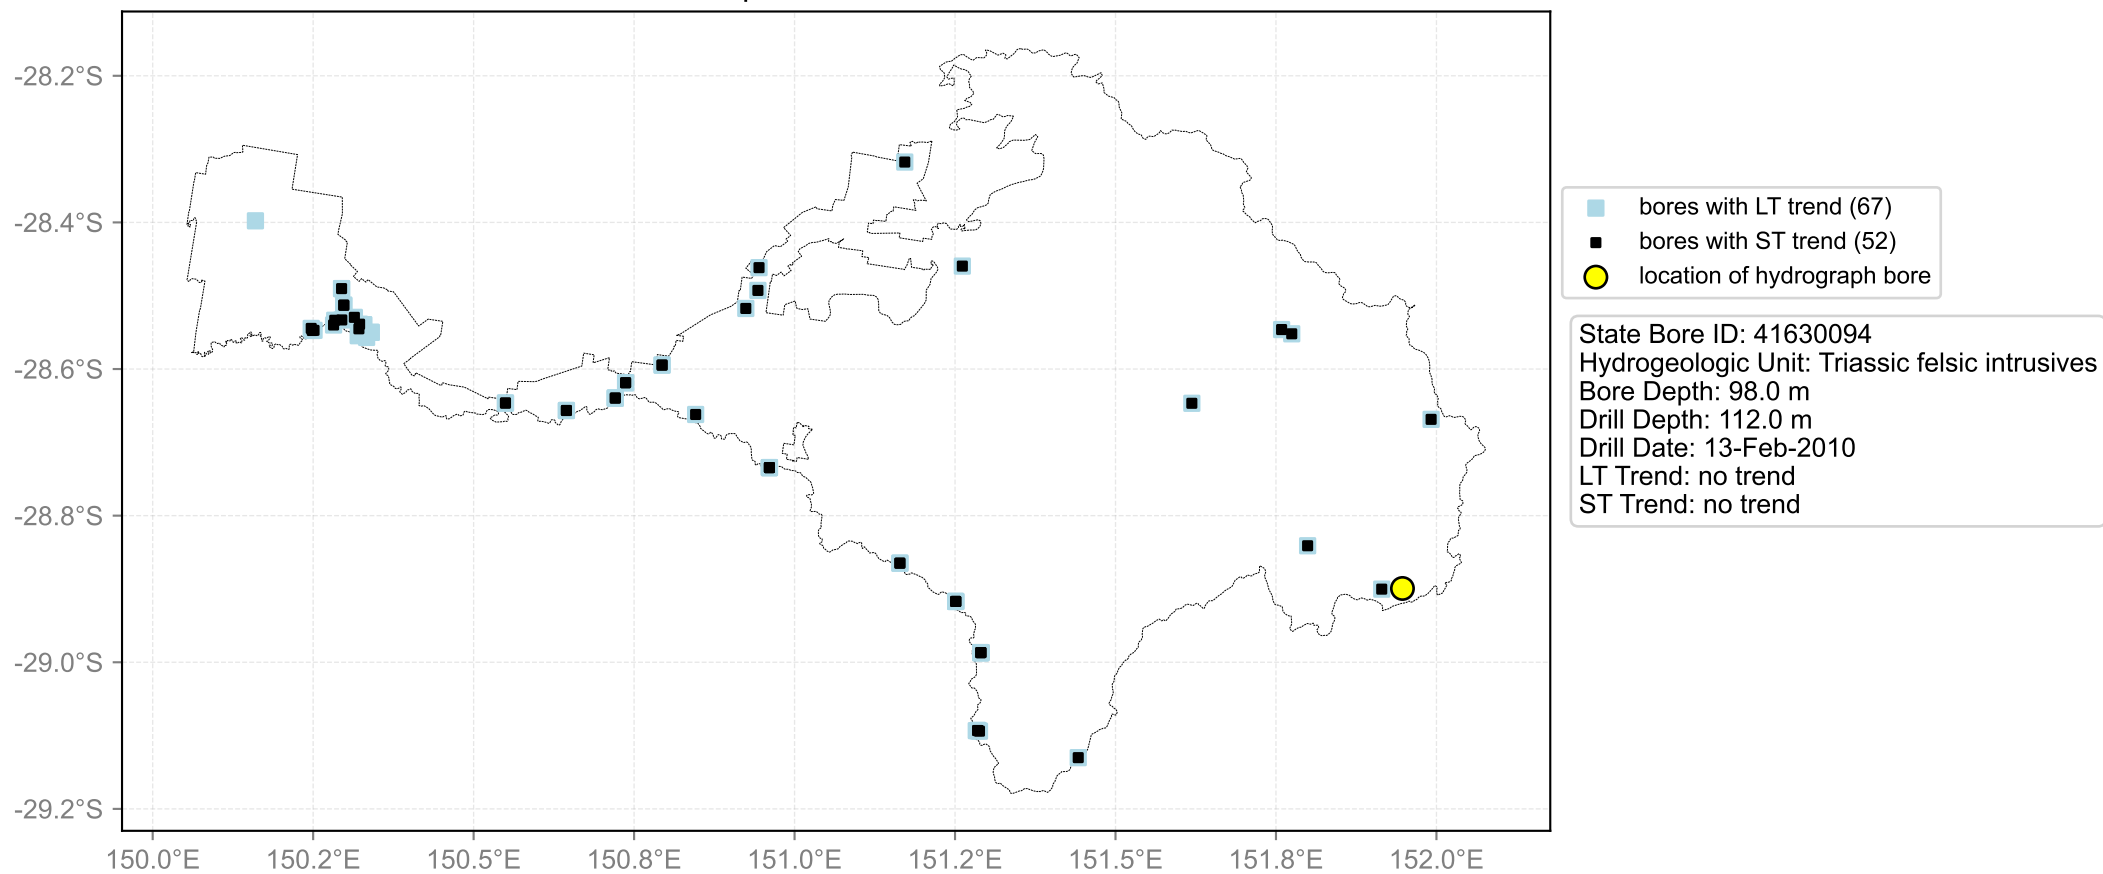 -28.2°S
-28.4°S
-28.6°S
-28.8°S
-29.0°S
-29.2°S
150.0°E 150.2°E 150.5°E 150.8°E 151.0°E 151.2°E 151.5°E 151.8°E 152.0°E
bores with LT trend (67)
bores with ST trend (52)
location of hydrograph bore
State Bore ID: 41630094
Hydrogeologic Unit: Triassic felsic intrusives
Bore Depth: 98.0 m
Drill Depth: 112.0 m
Drill Date: 13-Feb-2010
LT Trend: no trend
ST Trend: no trend